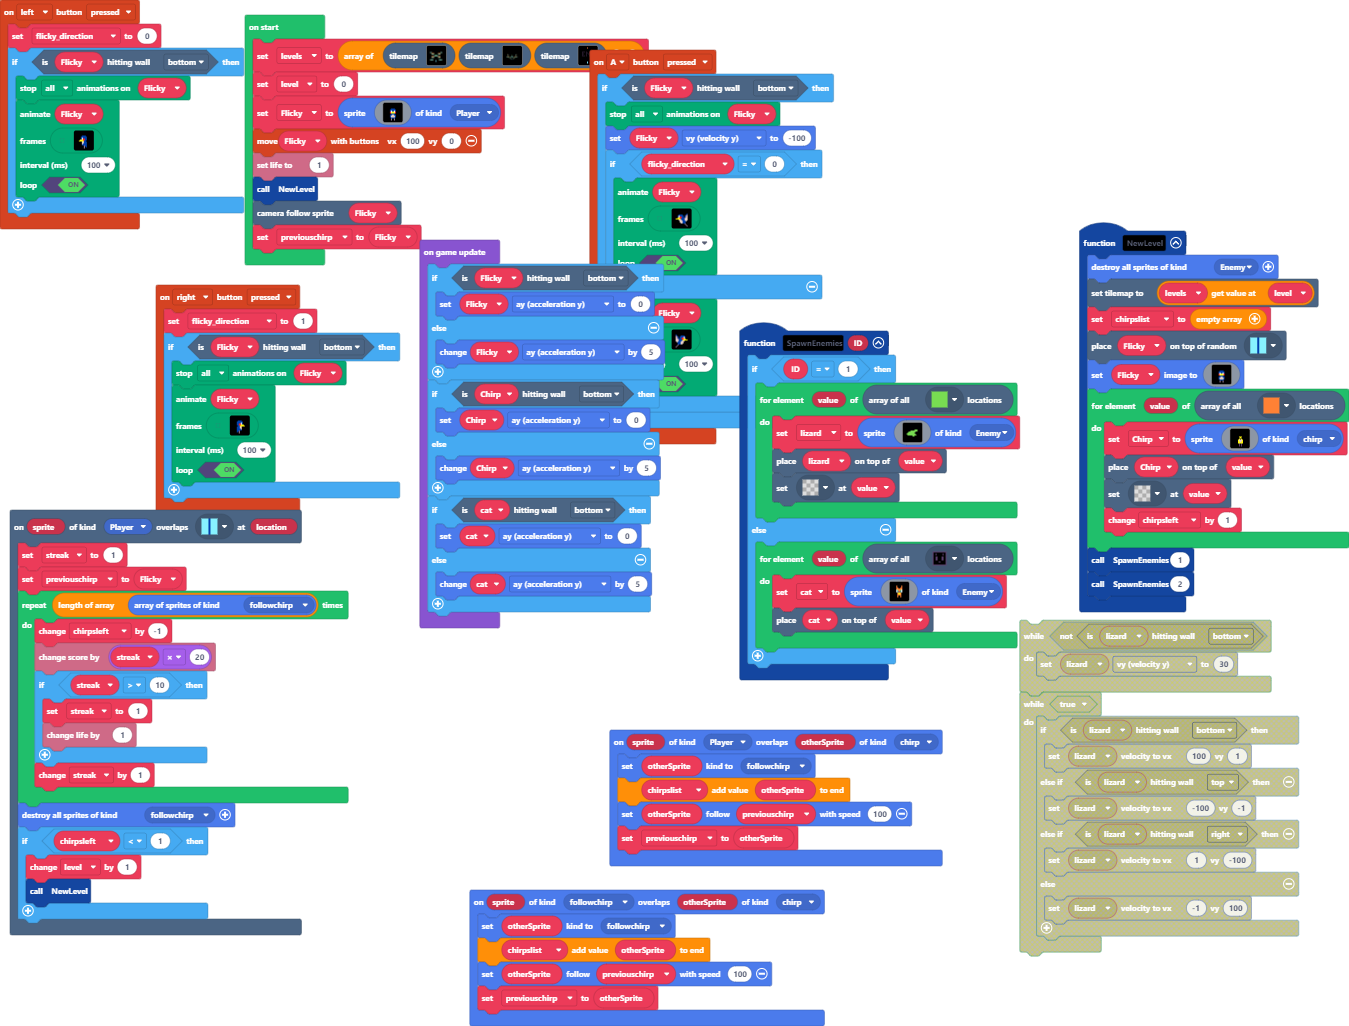 on left button pressed
set flicky_direction to 0
if is Flicky hitting wall bottom then
stop all animations on Flicky
animate Flicky
frames
interval (ms) 100
loop ON
on start
set levels to array of tilemap tilemap tilemap
set level to 0
set Flicky to sprite of kind Player
move Flicky with buttons vx 100 vy 0
set life to 1
call NewLevel
camera follow sprite Flicky
set previouschirp to Flicky
on A button pressed
if is Flicky hitting wall bottom then
stop all animations on Flicky
set Flicky vy (velocity y) to -100
if flicky_direction = 0 then
animate Flicky
frames
interval (ms) 100
loop ON
Flicky
100
ON
on game update
if is Flicky hitting wall bottom then
set Flicky ay (acceleration y) to 0
else
change Flicky ay (acceleration y) by 5
if is Chirp hitting wall bottom then
set Chirp ay (acceleration y) to 0
else
change Chirp ay (acceleration y) by 5
if is cat hitting wall bottom then
set cat ay (acceleration y) to 0
else
change cat ay (acceleration y) by 5
on right button pressed
set flicky_direction to 1
if is Flicky hitting wall bottom then
stop all animations on Flicky
animate Flicky
frames
interval (ms) 100
loop ON
on sprite of kind Player overlaps at location
set streak to 1
set previouschirp to Flicky
repeat length of array array of sprites of kind followchirp times
do change chirpsleft by -1
change score by streak × 20
if streak > 10 then
set streak to 1
change life by 1
change streak by 1
destroy all sprites of kind followchirp
if chirpsleft < 1 then
change level by 1
call NewLevel
function SpawnEnemies ID
if ID = 1 then
for element value of array of all locations
do set lizard to sprite of kind Enemy
place lizard on top of value
set at value
else
for element value of array of all locations
do set cat to sprite of kind Enemy
place cat on top of value
function NewLevel
destroy all sprites of kind Enemy
set tilemap to levels get value at level
set chirpslist to empty array
place Flicky on top of random
set Flicky image to
for element value of array of all locations
do set Chirp to sprite of kind chirp
place Chirp on top of value
set at value
change chirpsleft by 1
call SpawnEnemies 1
call SpawnEnemies 2
while not is lizard hitting wall bottom
do set lizard vy (velocity y) to 30
while true
do if is lizard hitting wall bottom then
set lizard velocity to vx 100 vy 1
else if is lizard hitting wall top then
set lizard velocity to vx -100 vy -1
else if is lizard hitting wall right then
set lizard velocity to vx 1 vy -100
else
set lizard velocity to vx -1 vy 100
on sprite of kind Player overlaps otherSprite of kind chirp
set otherSprite kind to followchirp
chirpslist add value otherSprite to end
set otherSprite follow previouschirp with speed 100
set previouschirp to otherSprite
on sprite of kind followchirp overlaps otherSprite of kind chirp
set otherSprite kind to followchirp
chirpslist add value otherSprite to end
set otherSprite follow previouschirp with speed 100
set previouschirp to otherSprite